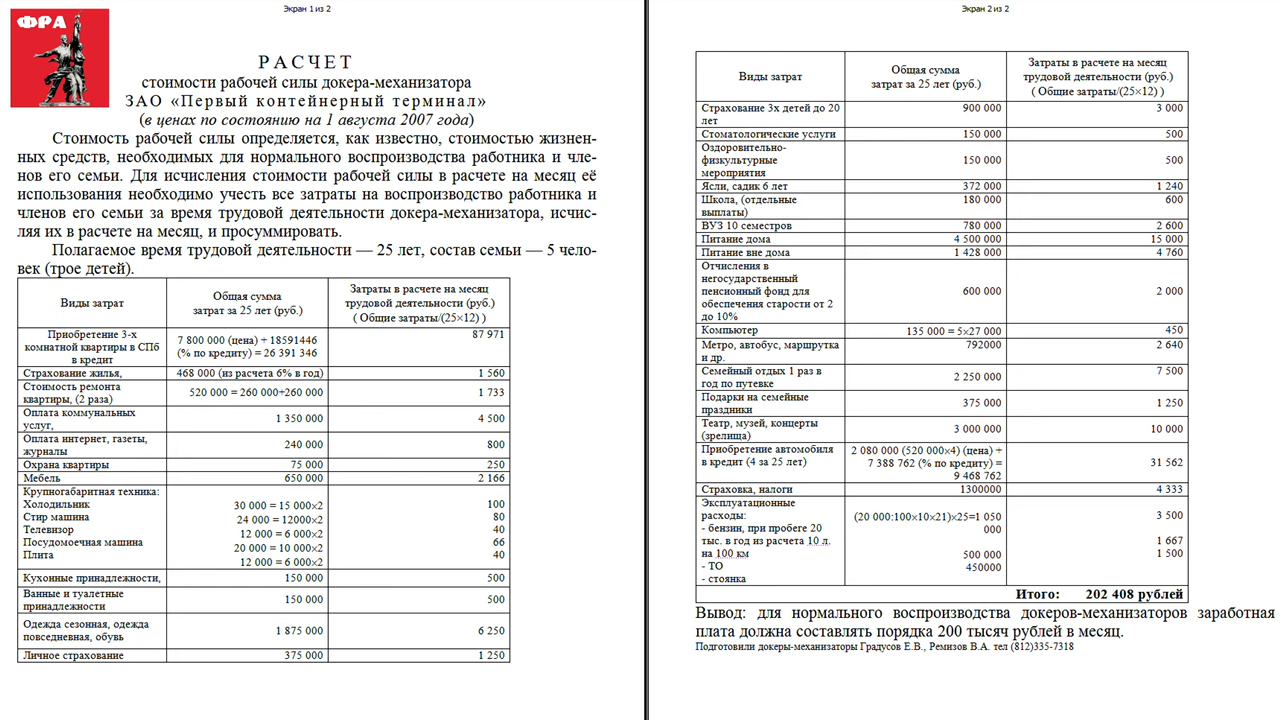 Экран 1 из 2
ФРА
РАСЧЕТ
стоимости рабочей силы докера-механизатора
ЗАО «Первый контейнерный терминал»
(в ценах по состоянию на 1 августа 2007 года)
Стоимость рабочей силы определяется, как известно, стоимостью жизнен-
ных средств, необходимых для нормального воспроизводства работника и чле-
нов его семьи. Для исчисления стоимости рабочей силы в расчете на месяц её
использования необходимо учесть все затраты на воспроизводство работника и
членов его семьи за время трудовой деятельности докера-механизатора, исчис-
ляя их в расчете на месяц, и просуммировать.
Полагаемое время трудовой деятельности — 25 лет, состав семьи — 5 чело-
век (трое детей).
Виды затрат
Общая сумма
затрат за 25 лет (руб.)
Затраты в расчете на месяц
трудовой деятельности (руб.)
( Общие затраты/(25×12) )
Приобретение 3-х
комнатной квартиры в СПб
в кредит
7 800 000 (цена) + 18591446
(% по кредиту) = 26 391 346
87 971
Страхование жилья,
468 000 (из расчета 6% в год)
1 560
Стоимость ремонта
квартиры, (2 раза)
520 000 = 260 000+260 000
1 733
Оплата коммунальных
услуг,
1 350 000
4 500
Оплата интернет, газеты,
журналы
240 000
800
Охрана квартиры
75 000
250
Мебель
650 000
2 166
Крупногабаритная техника:
Холодильник
Стир машина
Телевизор
Посудомоечная машина
Плита
30 000 = 15 000×2
24 000 = 12000×2
12 000 = 6 000×2
20 000 = 10 000×2
12 000 = 6 000×2
100
80
40
66
40
Кухонные принадлежности,
150 000
500
Ванные и туалетные
принадлежности
150 000
500
Одежда сезонная, одежда
повседневная, обувь
1 875 000
6 250
Личное страхование
375 000
1 250
Экран 2 из 2
Виды затрат
Общая сумма
затрат за 25 лет (руб.)
Затраты в расчете на месяц
трудовой деятельности (руб.)
( Общие затраты/(25×12) )
Страхование 3х детей до 20
лет
900 000
3 000
Стоматологические услуги
150 000
500
Оздоровительно-
физкультурные
мероприятия
150 000
500
Ясли, садик 6 лет
372 000
1 240
Школа, (отдельные
выплаты)
180 000
600
ВУЗ 10 семестров
780 000
2 600
Питание дома
4 500 000
15 000
Питание вне дома
1 428 000
4 760
Отчисления в
негосударственный
пенсионный фонд для
обеспечения старости от 2
до 10%
600 000
2 000
Компьютер
135 000 = 5×27 000
450
Метро, автобус, маршрутка
и др.
792000
2 640
Семейный отдых 1 раз в
год по путевке
2 250 000
7 500
Подарки на семейные
праздники
375 000
1 250
Театр, музей, концерты
(зрелища)
3 000 000
10 000
Приобретение автомобиля
в кредит (4 за 25 лет)
2 080 000 (520 000×4) (цена) +
7 388 762 (% по кредиту) =
9 468 762
31 562
Страховка, налоги
1300000
4 333
Эксплуатационные
расходы:
- бензин, при пробеге 20
тыс. в год из расчета 10 л.
на 100 км
- ТО
- стоянка
(20 000:100×10×21)×25=1 050
000
500 000
450000
3 500
1 667
1 500
Итого: 202 408 рублей
Вывод: для нормального воспроизводства докеров-механизаторов заработная
плата должна составлять порядка 200 тысяч рублей в месяц.
Подготовили докеры-механизаторы Градусов Е.В., Ремизов В.А. тел (812)335-7318